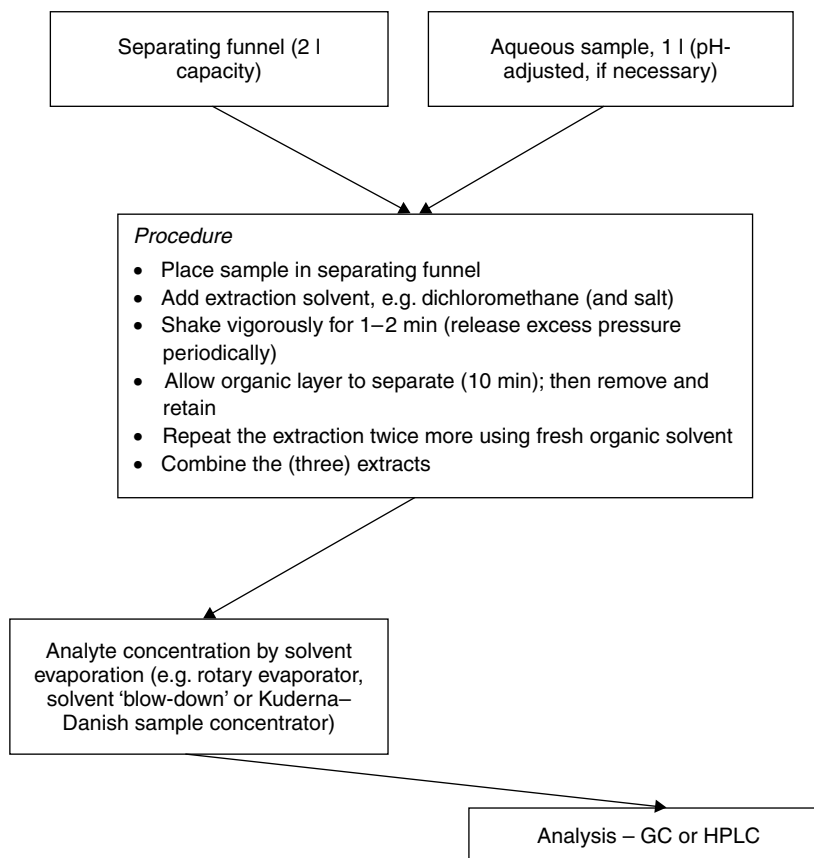 Separating funnel (2 l
capacity)
Aqueous sample, 1 l (pH-
adjusted, if necessary)
Procedure
• Place sample in separating funnel
• Add extraction solvent, e.g. dichloromethane (and salt)
• Shake vigorously for 1–2 min (release excess pressure
periodically)
• Allow organic layer to separate (10 min); then remove and
retain
• Repeat the extraction twice more using fresh organic solvent
• Combine the (three) extracts
Analyte concentration by solvent
evaporation (e.g. rotary evaporator,
solvent ‘blow-down’ or Kuderna–
Danish sample concentrator)
Analysis – GC or HPLC